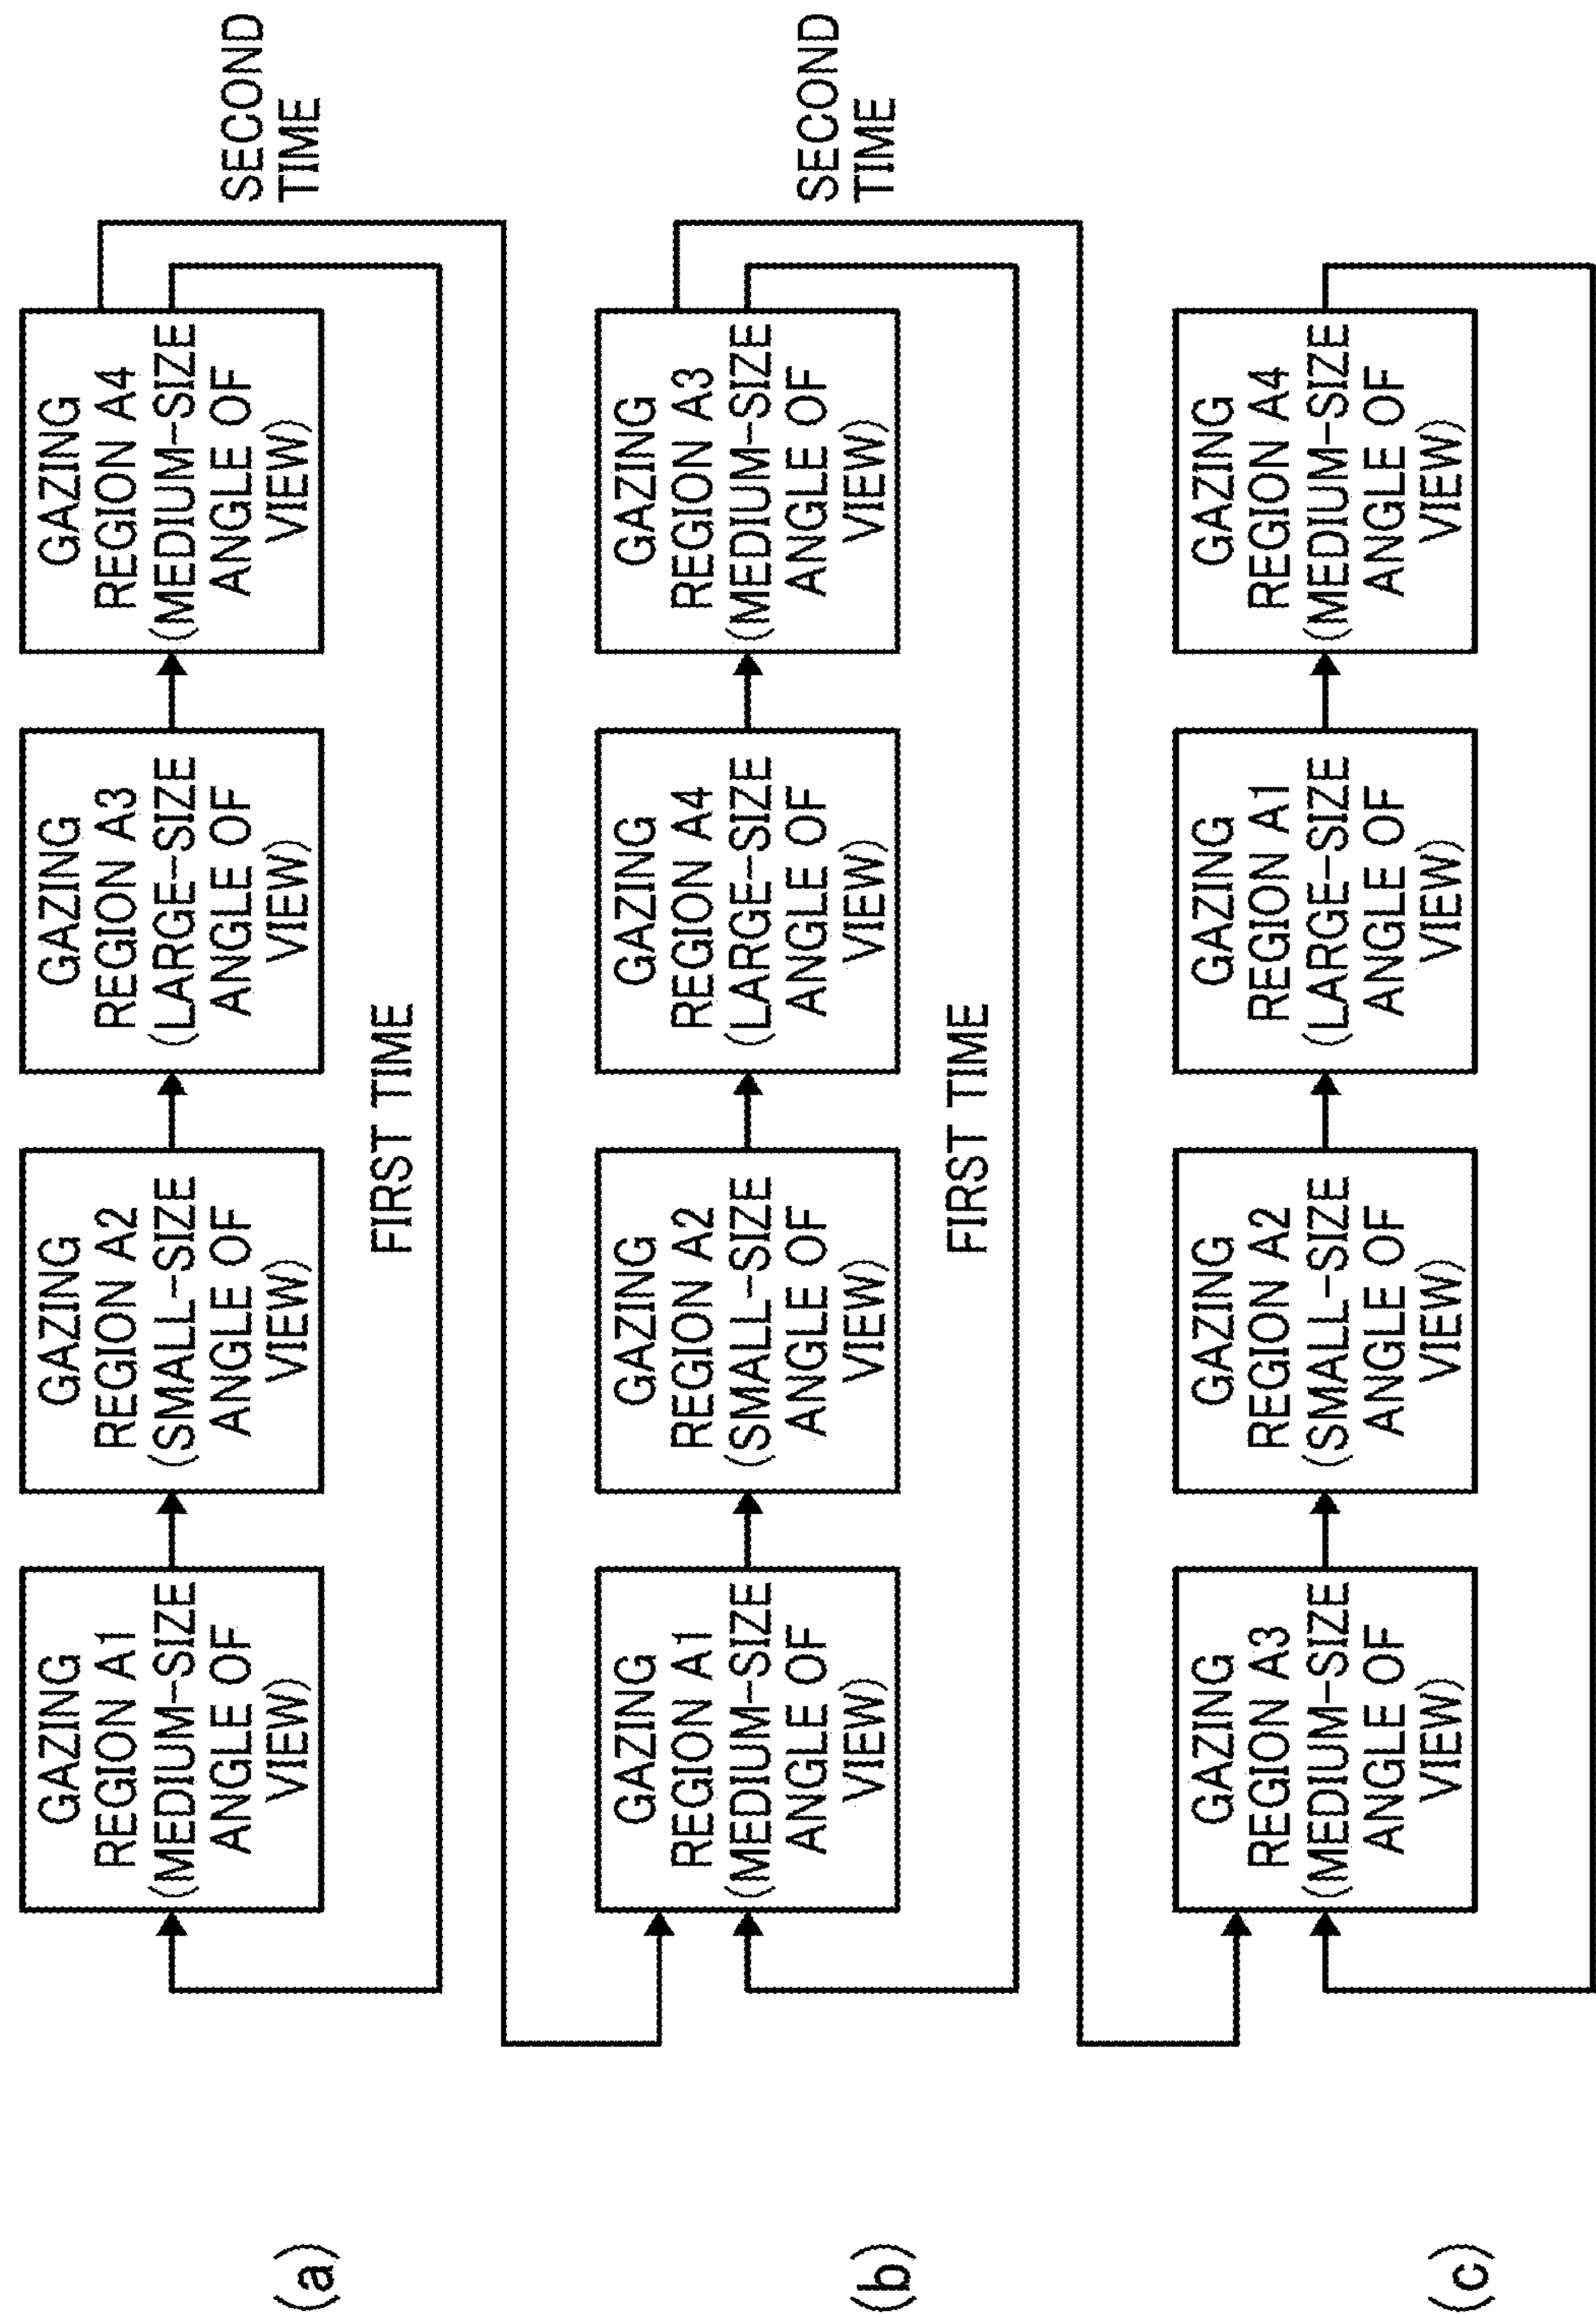 (a)
GAZING
REGION A1
(MEDIUM-SIZE
ANGLE OF
VIEW)
GAZING
REGION A2
(SMALL-SIZE
ANGLE OF
VIEW)
GAZING
REGION A3
(LARGE-SIZE
ANGLE OF
VIEW)
GAZING
REGION A4
(MEDIUM-SIZE
ANGLE OF
VIEW)
SECOND
TIME
FIRST TIME
(b)
GAZING
REGION A1
(MEDIUM-SIZE
ANGLE OF
VIEW)
GAZING
REGION A2
(SMALL-SIZE
ANGLE OF
VIEW)
GAZING
REGION A4
(LARGE-SIZE
ANGLE OF
VIEW)
GAZING
REGION A3
(MEDIUM-SIZE
ANGLE OF
VIEW)
SECOND
TIME
FIRST TIME
(c)
GAZING
REGION A3
(MEDIUM-SIZE
ANGLE OF
VIEW)
GAZING
REGION A2
(SMALL-SIZE
ANGLE OF
VIEW)
GAZING
REGION A1
(LARGE-SIZE
ANGLE OF
VIEW)
GAZING
REGION A4
(MEDIUM-SIZE
ANGLE OF
VIEW)